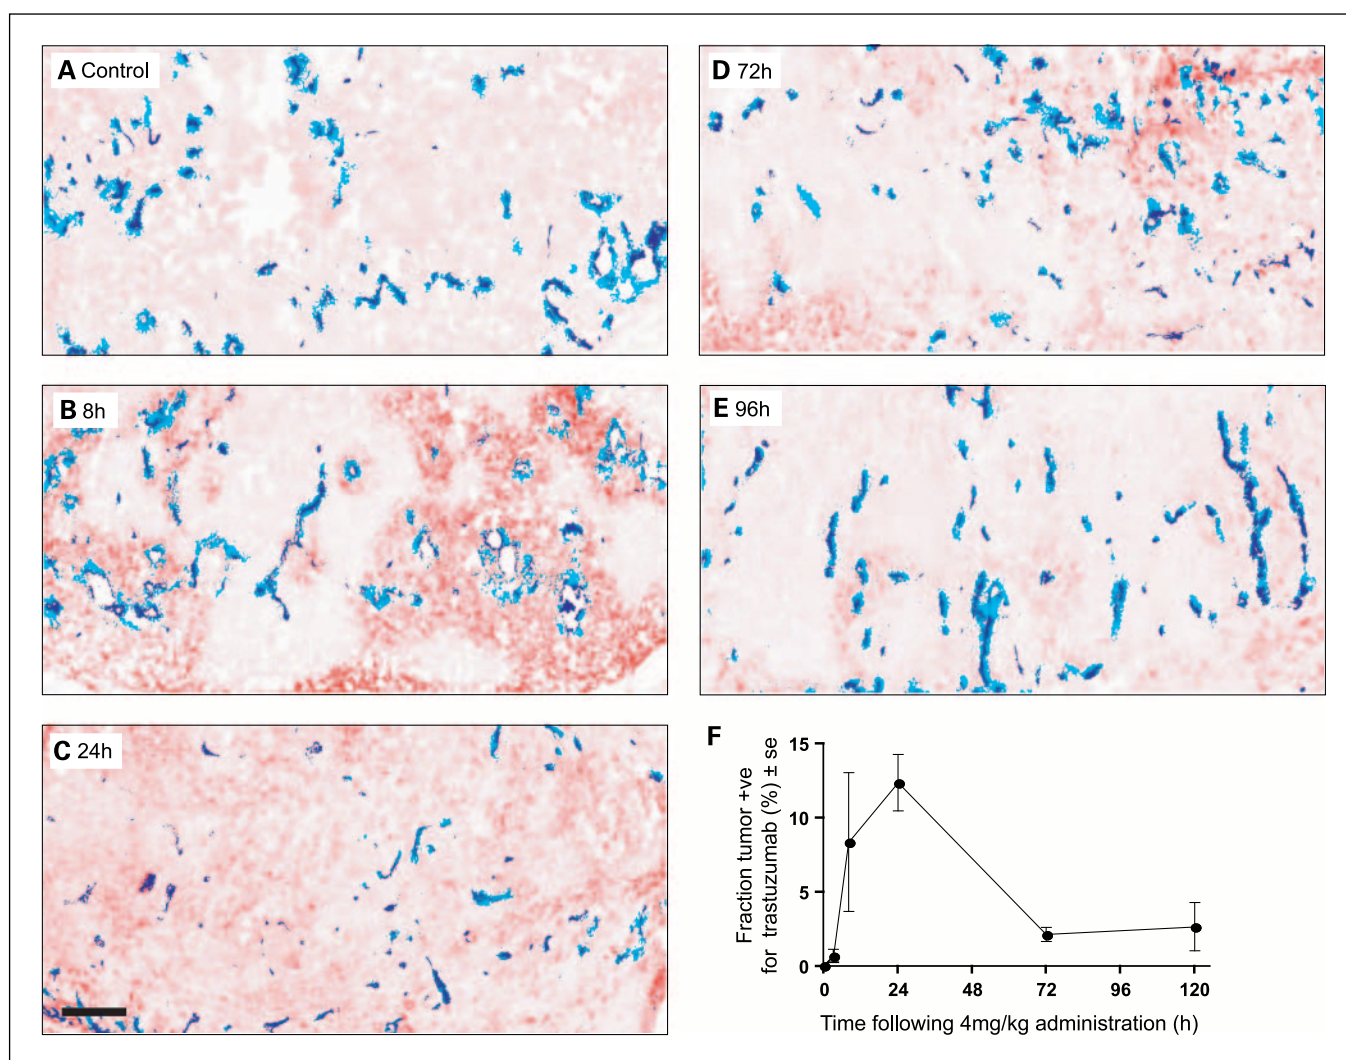 A Control
B 8h
C 24h
D 72h
E 96h
F
Fraction tumor +ve
for trastuzumab (%) ± se
15
10
5
0
0 24 48 72 96 120
Time following 4mg/kg administration (h)